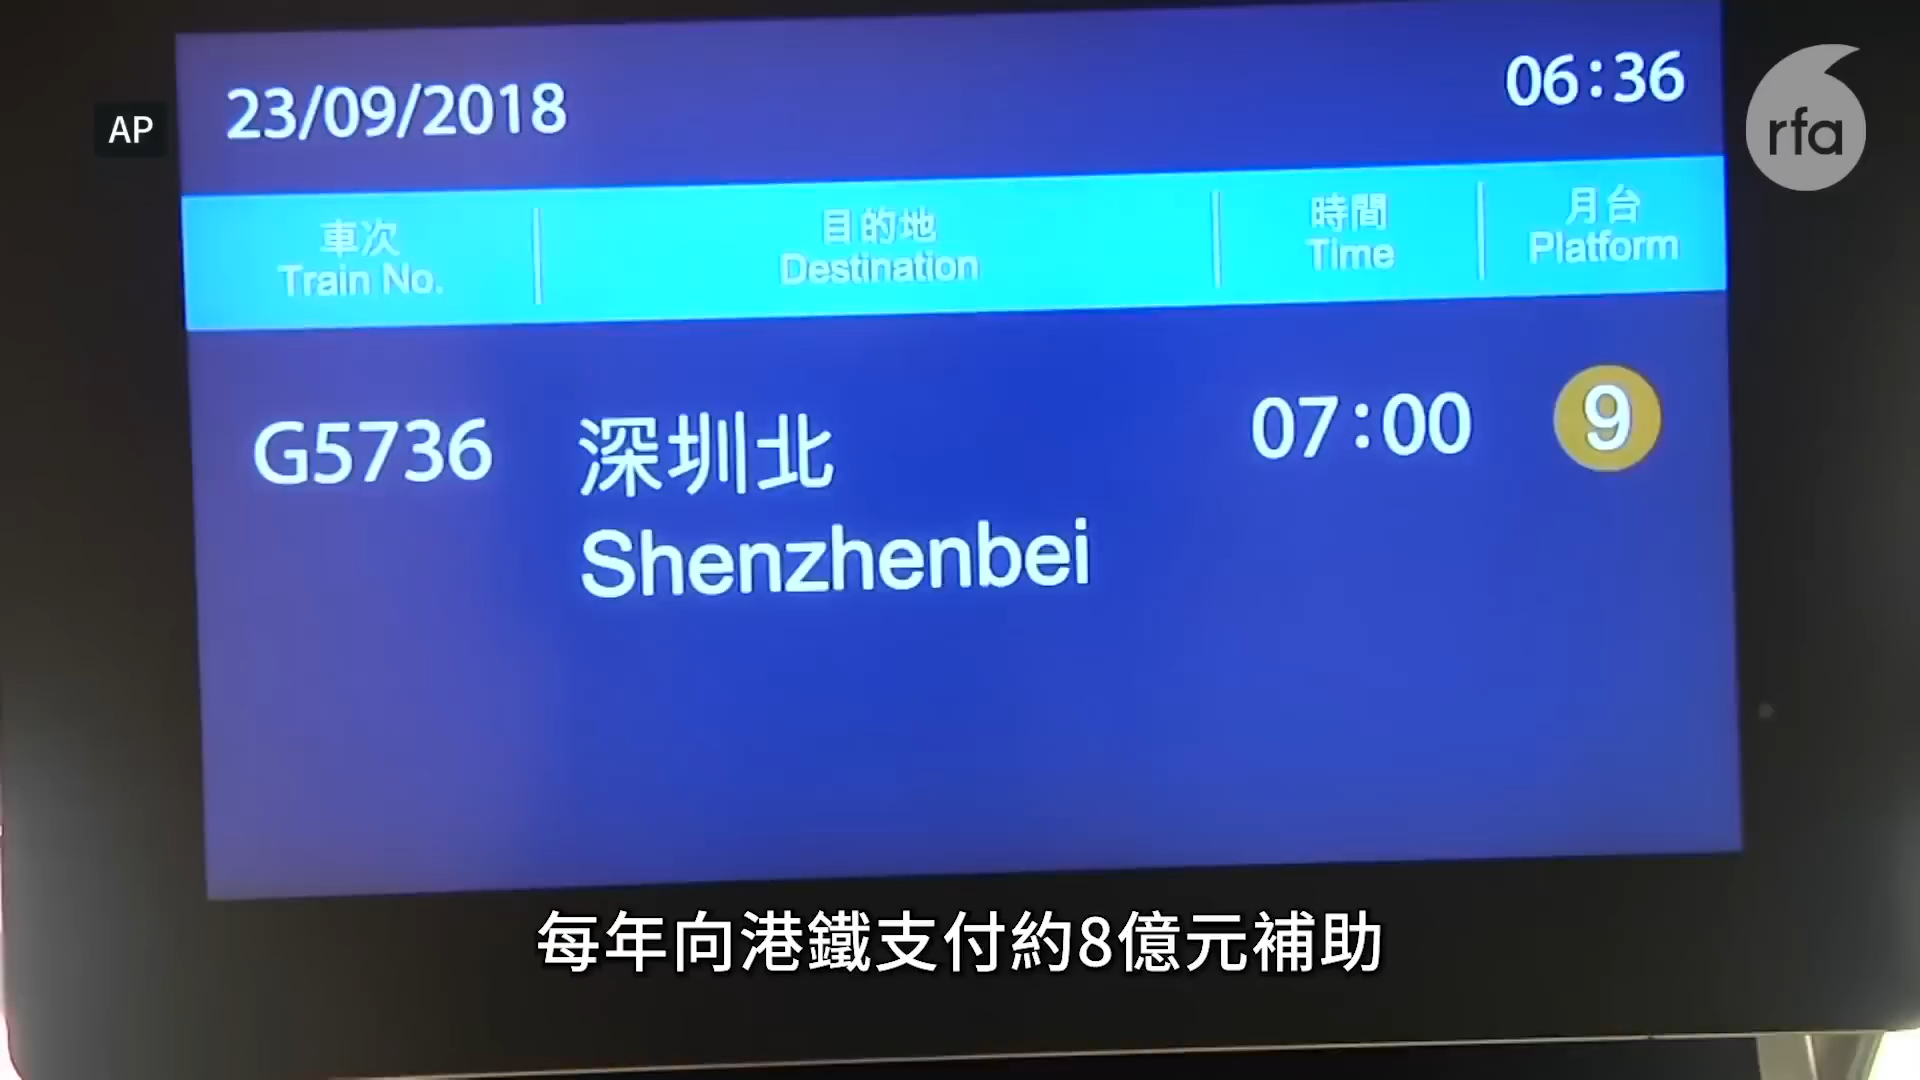 23/09/2018
06:36
AP
rfa
車次
Train No.
目的地
Destination
時間
Time
月台
Platform
G5736
深圳北
Shenzhenbei
07:00
9
每年向港鐵支付約8億元補助